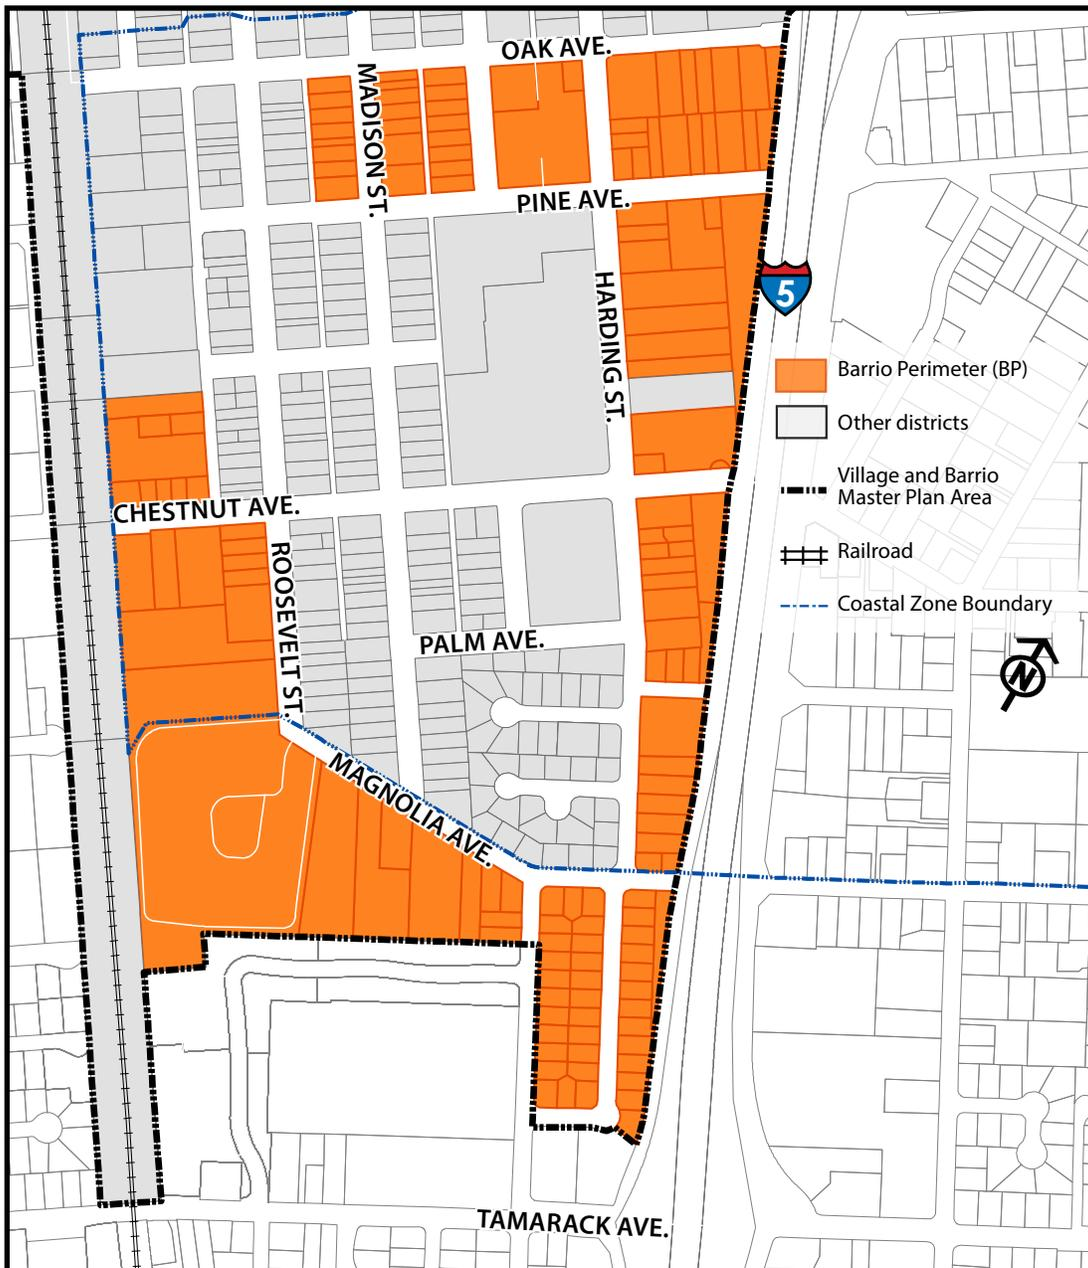 OAK AVE.
MADISON ST.
PINE AVE.
HARDING ST.
5
Barrio Perimeter (BP)
Other districts
Village and Barrio
Master Plan Area
Railroad
Coastal Zone Boundary
CHESTNUT AVE.
ROOSEVELT ST.
PALM AVE.
N
MAGNOLIA AVE.
TAMARACK AVE.